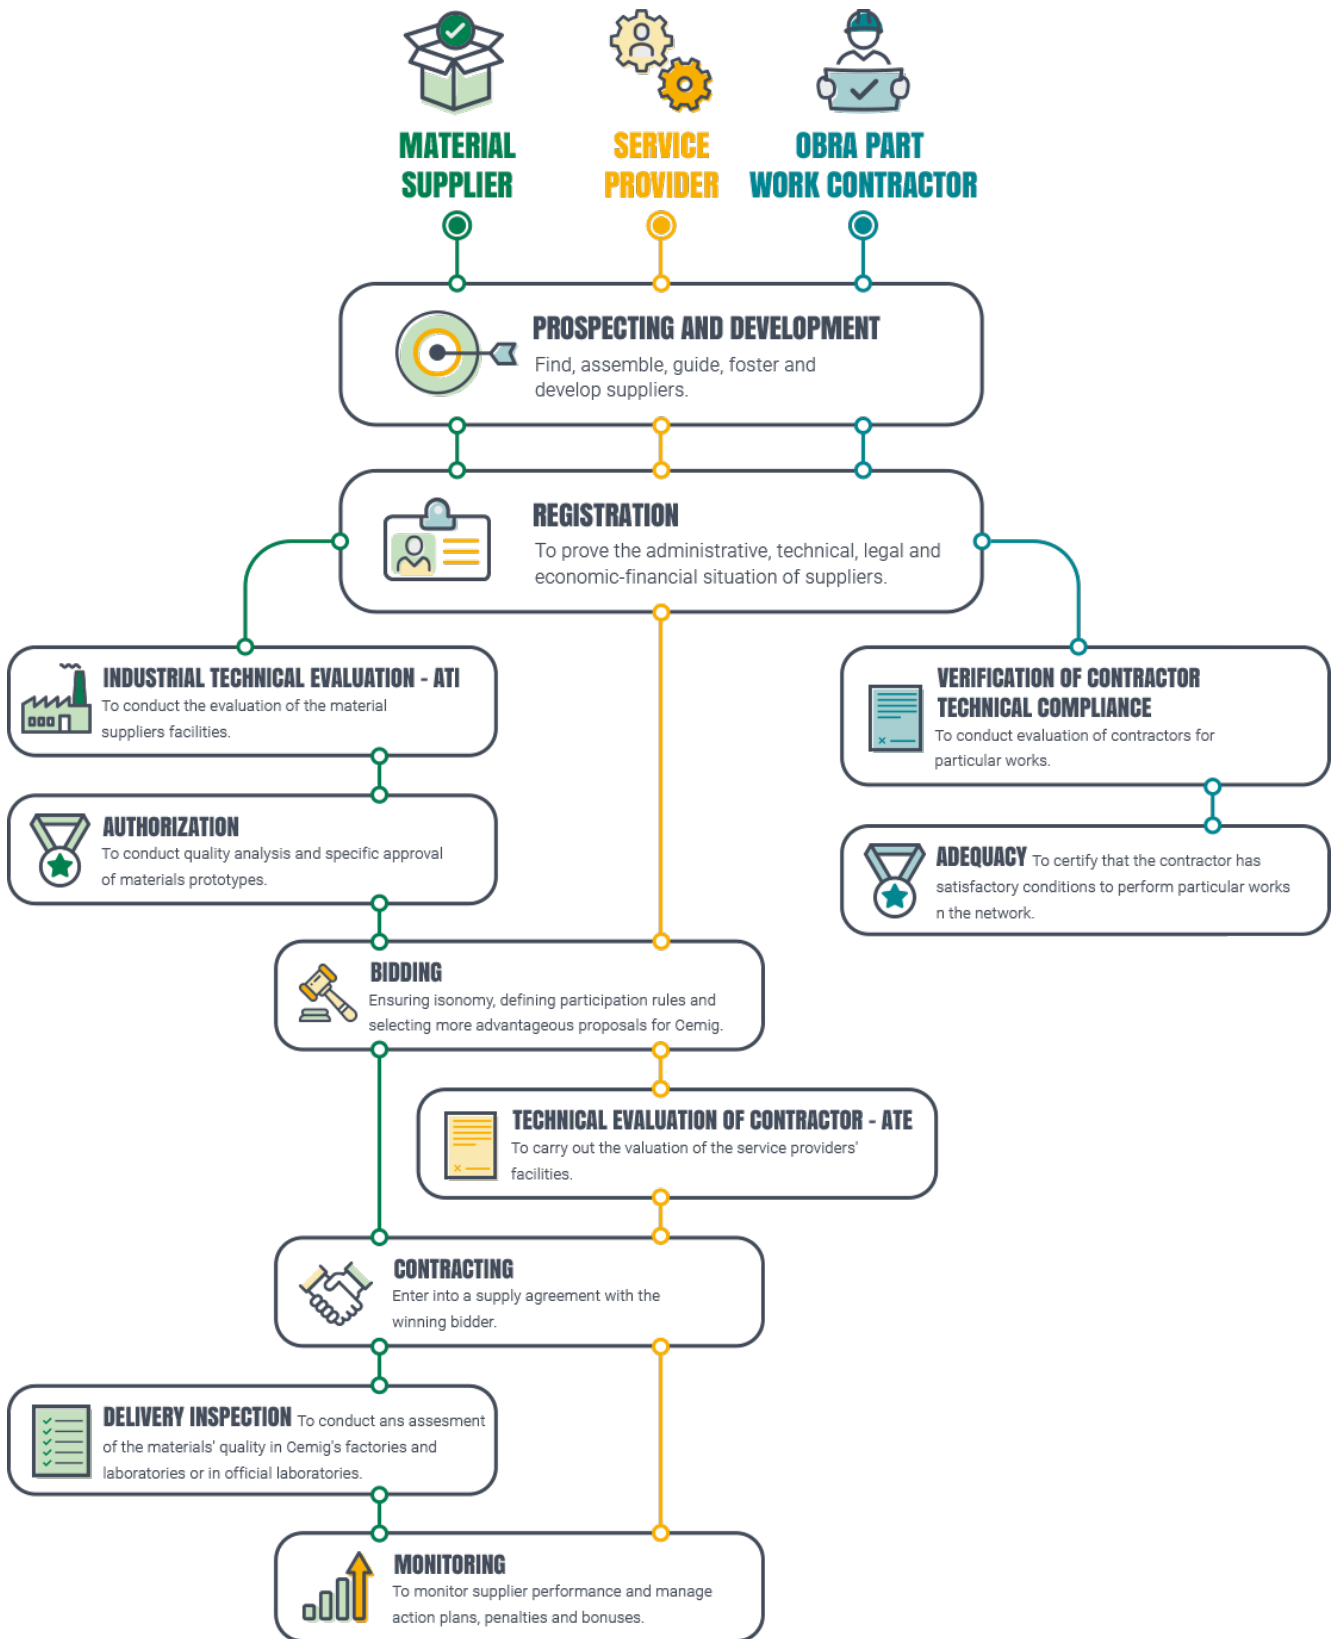 MATERIAL
SUPPLIER
SERVICE
PROVIDER
OBRA PART
WORK CONTRACTOR
PROSPECTING AND DEVELOPMENT
Find, assemble, guide, foster and
develop suppliers.
REGISTRATION
To prove the administrative, technical, legal and
economic-financial situation of suppliers.
INDUSTRIAL TECHNICAL EVALUATION - ATI
To conduct the evaluation of the material
suppliers facilities.
VERIFICATION OF CONTRACTOR
TECHNICAL COMPLIANCE
To conduct evaluation of contractors for
particular works.
AUTHORIZATION
To conduct quality analysis and specific approval
of materials prototypes.
ADEQUACY To certify that the contractor has
satisfactory conditions to perform particular works
n the network.
BIDDING
Ensuring isonomy, defining participation rules and
selecting more advantageous proposals for Cemig.
TECHNICAL EVALUATION OF CONTRACTOR - ATE
To carry out the valuation of the service providers'
facilities.
CONTRACTING
Enter into a supply agreement with the
winning bidder.
DELIVERY INSPECTION To conduct ans assesment
of the materials' quality in Cemig's factories and
laboratories or in official laboratories.
MONITORING
To monitor supplier performance and manage
action plans, penalties and bonuses.